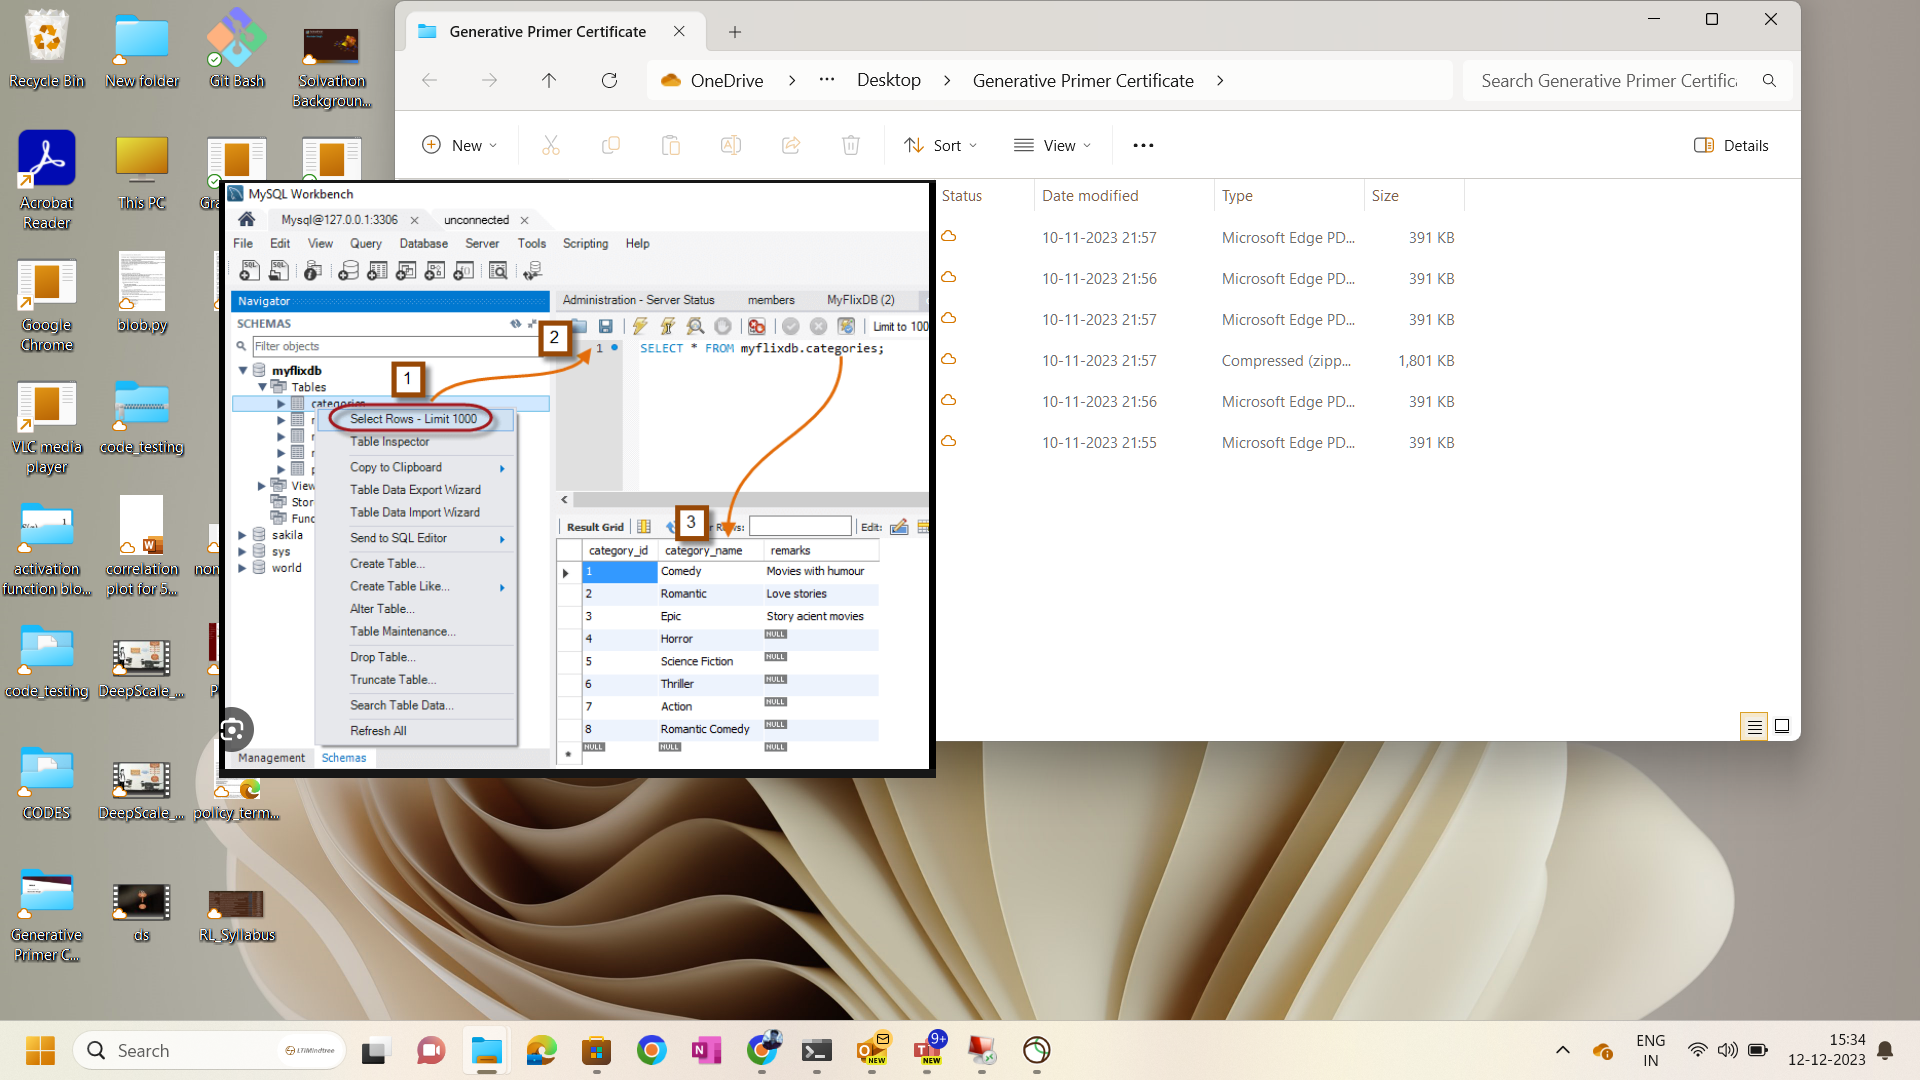 Recycle Bin
New folder
Git Bash
Solvathon
Backgroun...
Acrobat
Reader
This PC
Google
Chrome
blob.py
VLC media
player
code_testing
activation
function blo...
correlation
plot for 5...
code_testing
DeepScale_...
CODES
DeepScale_...
policy_term...
Generative
Primer C...
ds
RL_Syllabus
Generative Primer Certificate
OneDrive > ... Desktop > Generative Primer Certificate >
Search Generative Primer Certific
New
Sort
View
Details
Status Date modified Type Size
10-11-2023 21:57 Microsoft Edge PD... 391 KB
10-11-2023 21:56 Microsoft Edge PD... 391 KB
10-11-2023 21:57 Microsoft Edge PD... 391 KB
10-11-2023 21:57 Compressed (zipp... 1,801 KB
10-11-2023 21:56 Microsoft Edge PD... 391 KB
10-11-2023 21:55 Microsoft Edge PD... 391 KB
MySQL Workbench
Mysql@127.0.0.1:3306 unconnected
File Edit View Query Database Server Tools Scripting Help
Navigator
SCHEMAS
Filter objects
myflixdb
Tables
categories
Select Rows - Limit 1000
Table Inspector
Copy to Clipboard
Table Data Export Wizard
Table Data Import Wizard
Send to SQL Editor
Create Table...
Create Table Like...
Alter Table...
Table Maintenance...
Drop Table...
Truncate Table...
Search Table Data...
Refresh All
sakila
sys
world
Management Schemas
1
2
3
Administration - Server Status members MyFlixDB (2)
Limit to 100
1 SELECT * FROM myflixdb.categories;
Result Grid
Edit:
category_id category_name remarks
1 Comedy Movies with humour
2 Romantic Love stories
3 Epic Story acient movies
4 Horror NULL
5 Science Fiction NULL
6 Thriller NULL
7 Action NULL
8 Romantic Comedy NULL
NULL NULL NULL
Search
LTIMindtree
NEW
9+
NEW
ENG
IN
15:34
12-12-2023